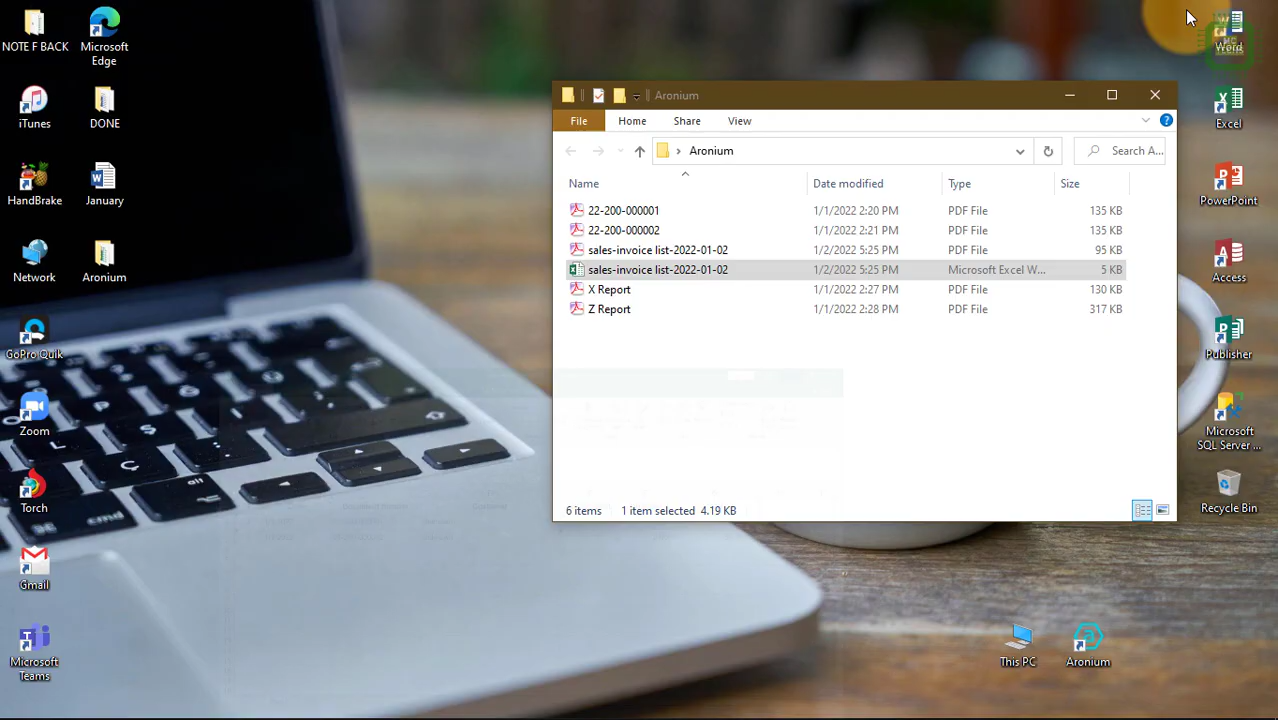 NOTE F BACK
Microsoft Edge
iTunes
DONE
HandBrake
January
Network
Aronium
GoPro Quik
Zoom
Torch
Gmail
Microsoft Teams
Aronium
File Home Share View
Aronium
Search A...
Name Date modified Type Size
22-200-000001 1/1/2022 2:20 PM PDF File 135 KB
22-200-000002 1/1/2022 2:21 PM PDF File 135 KB
sales-invoice list-2022-01-02 1/2/2022 5:25 PM PDF File 95 KB
sales-invoice list-2022-01-02 1/2/2022 5:25 PM Microsoft Excel W... 5 KB
X Report 1/1/2022 2:27 PM PDF File 130 KB
Z Report 1/1/2022 2:28 PM PDF File 317 KB
6 items 1 item selected 4.19 KB
Word
Excel
PowerPoint
Access
Publisher
Microsoft
SQL Server ...
Recycle Bin
This PC
Aronium
alt
cmd